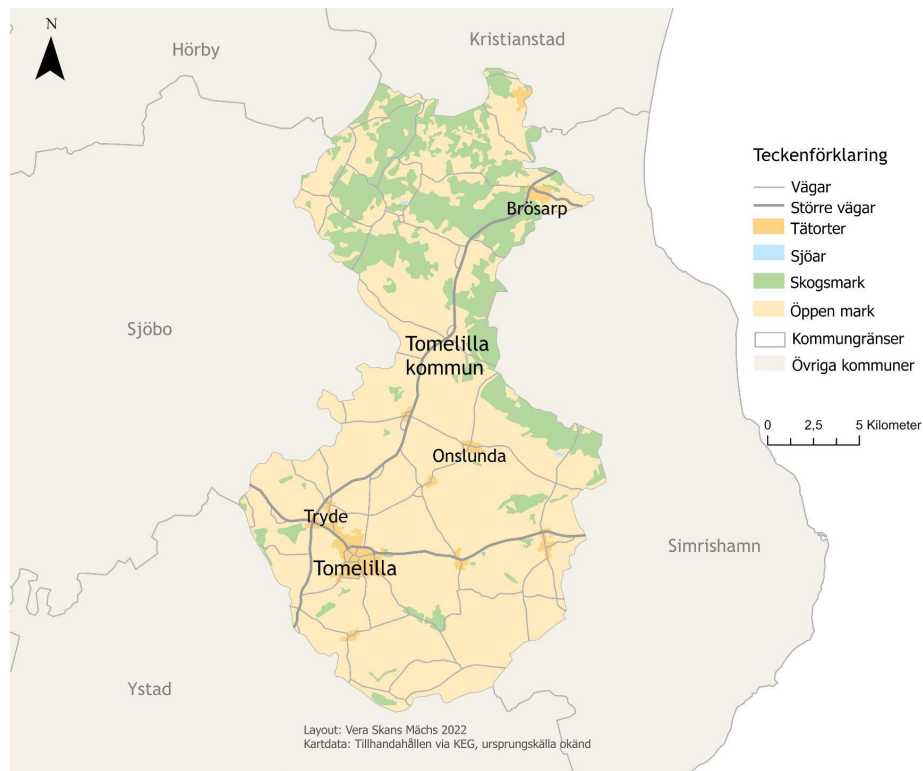 N
Hörby
Kristianstad
Brösarp
Sjöbo
Tomelilla
kommun
Onslunda
Tryde
Tomelilla
Simrishamn
Ystad
Teckenförklaring
Vägar
Större vägar
Tätorter
Sjöar
Skogsmark
Öppen mark
Kommungränser
Övriga kommuner
0 2,5 5 Kilometer
Layout: Vera Skans Mächs 2022
Kartdata: Tillhandahållen via KEG, ursprungskälla okänd